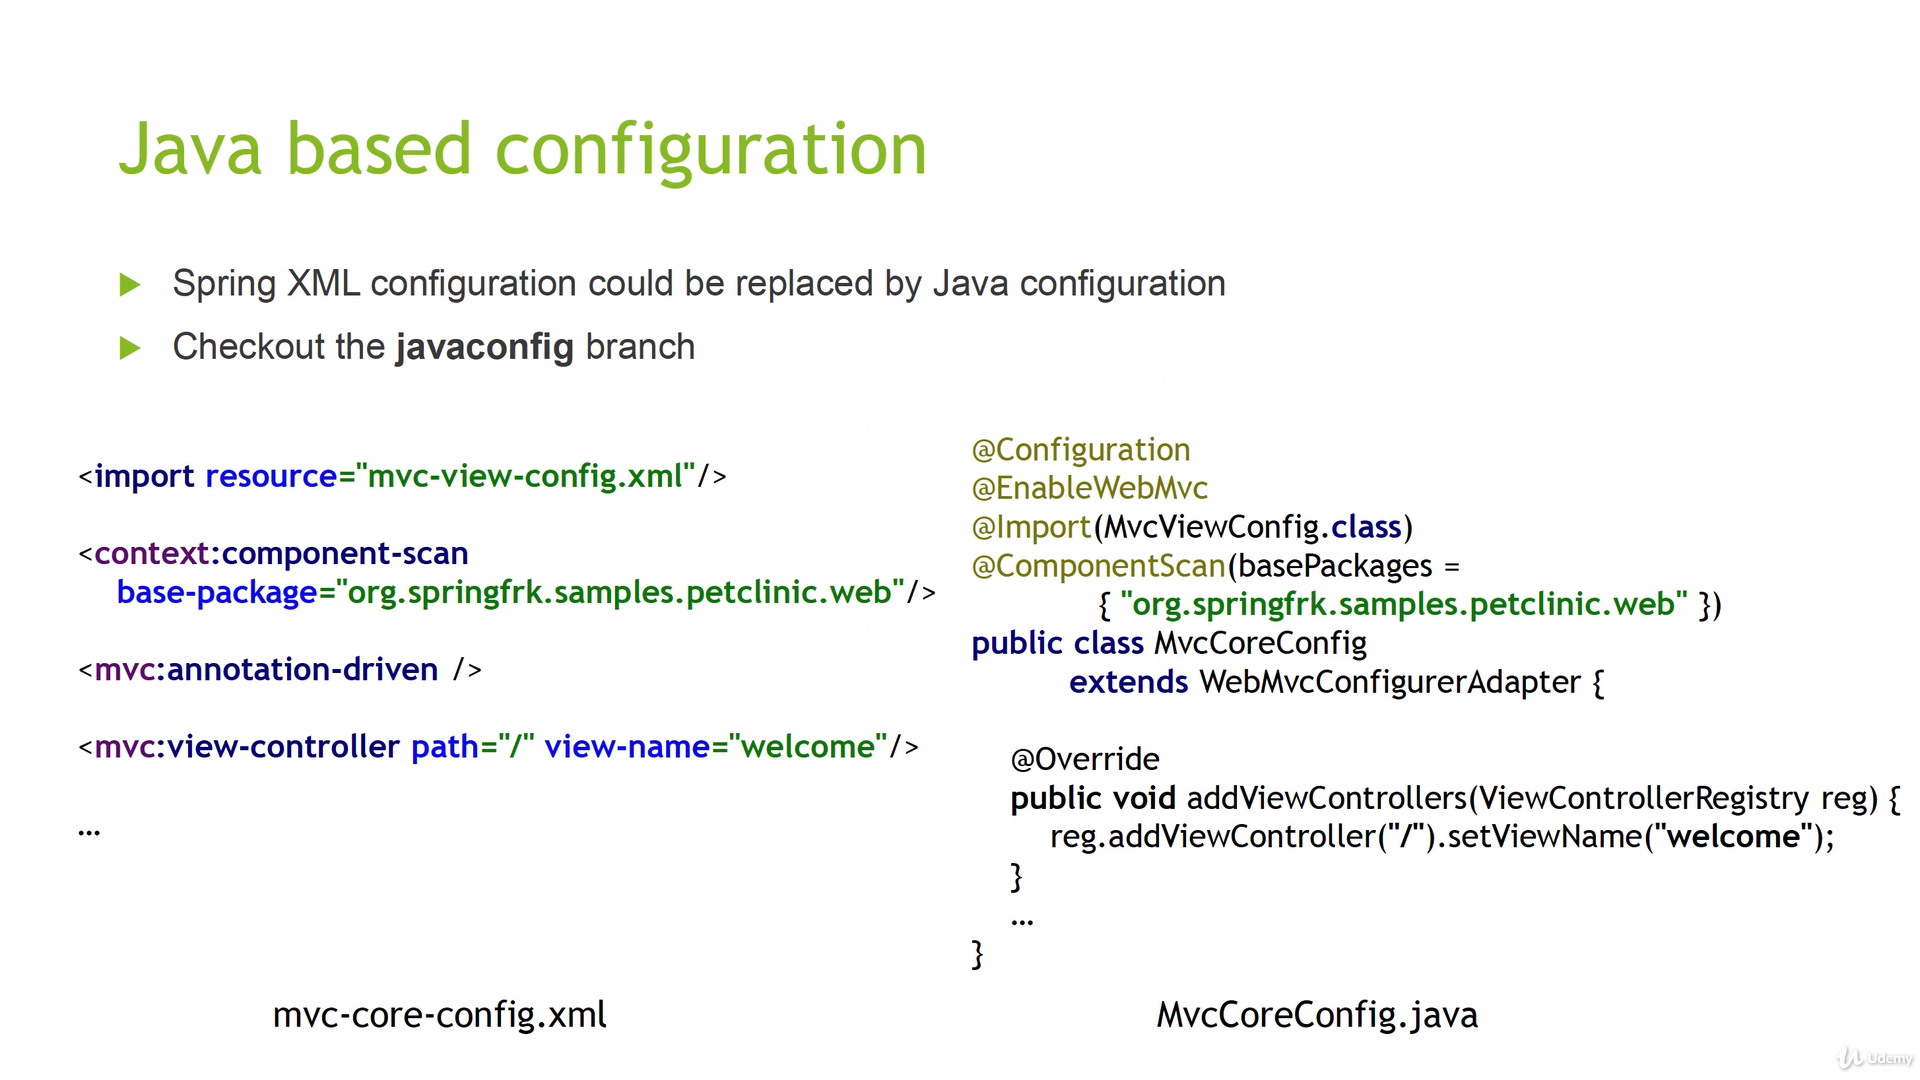 Java based configuration
Spring XML configuration could be replaced by Java configuration
Checkout the javaconfig branch
<import resource="mvc-view-config.xml"/>
<context:component-scan
base-package="org.springfrk.samples.petclinic.web"/>
<mvc:annotation-driven />
<mvc:view-controller path="/" view-name="welcome"/>
…
mvc-core-config.xml
@Configuration
@EnableWebMvc
@Import(MvcViewConfig.class)
@ComponentScan(basePackages =
{ "org.springfrk.samples.petclinic.web" })
public class MvcCoreConfig
extends WebMvcConfigurerAdapter {
@Override
public void addViewControllers(ViewControllerRegistry reg) {
reg.addViewController("/").setViewName("welcome");
}
…
}
MvcCoreConfig.java
Udemy